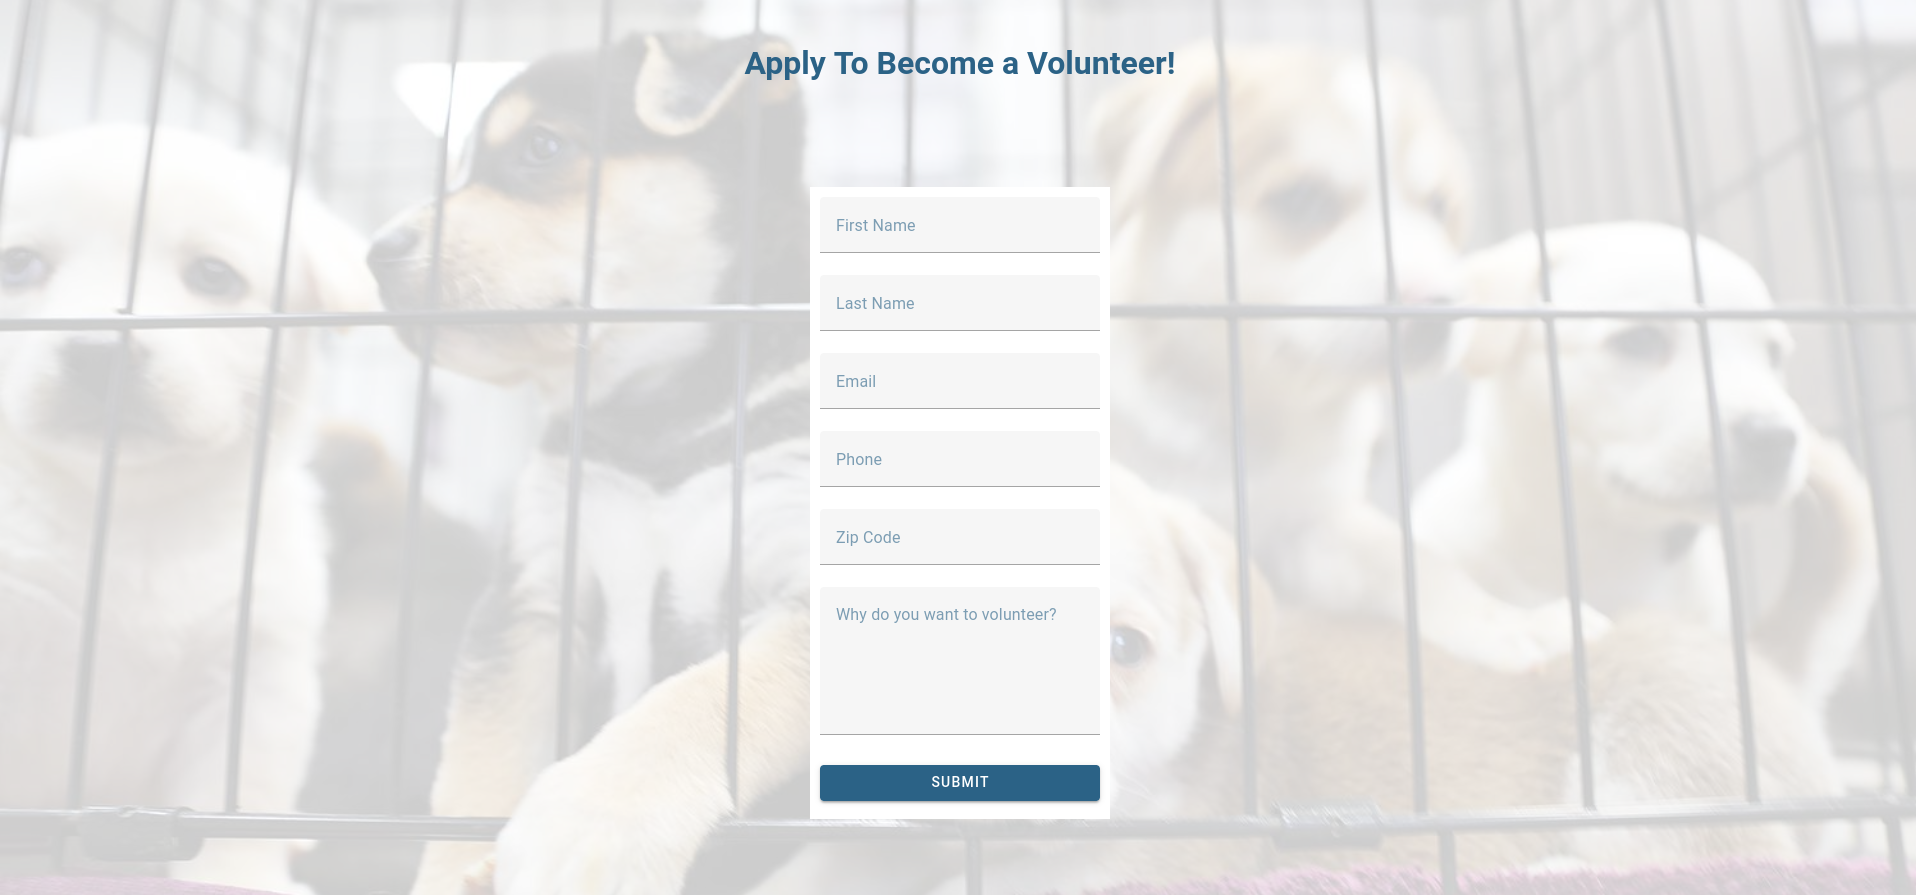 Apply To Become a Volunteer!
First Name
Last Name
Email
Phone
Zip Code
Why do you want to volunteer?
SUBMIT